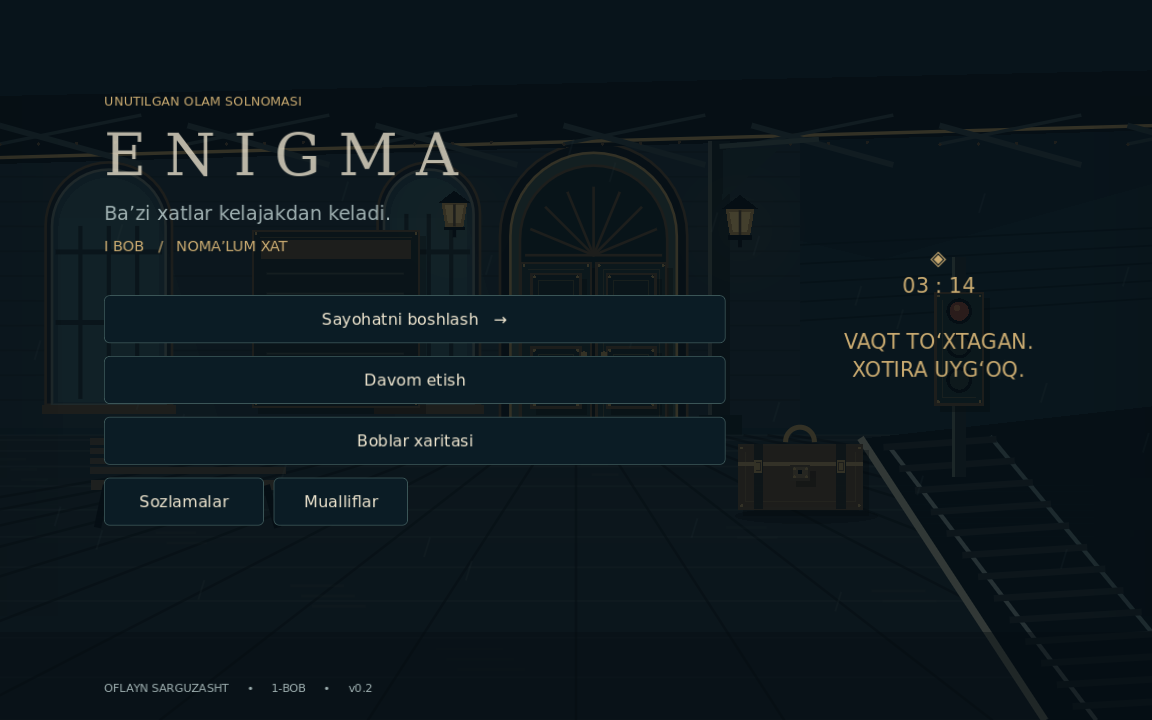 UNUTILGAN OLAM SOLNOMASI
ENIGMA
Ba’zi xatlar kelajakdan keladi.
I BOB / NOMA’LUM XAT
Sayohatni boshlash →
Davom etish
Boblar xaritasi
Sozlamalar
Mualliflar
◈
03 : 14
VAQT TO‘XTAGAN.
XOTIRA UYG‘OQ.
OFLAYN SARGUZASHT • 1-BOB • v0.2